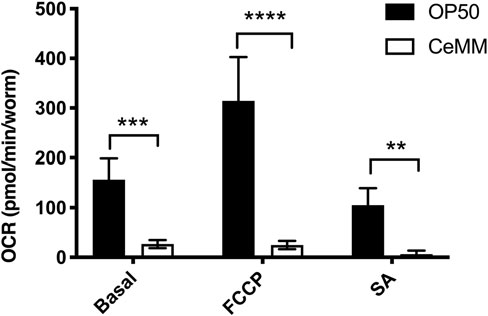 500
400
300
200
100
0
OCR (pmol/min/worm)
OP50
CeMM
***
****
**
Basal
FCCP
SA